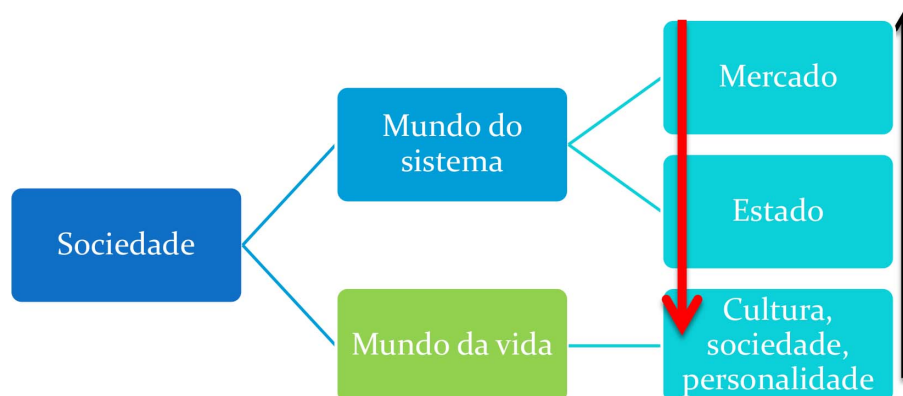 Sociedade
Mundo do
sistema
Mundo da vida
Mercado
Estado
Cultura,
sociedade,
personalidade